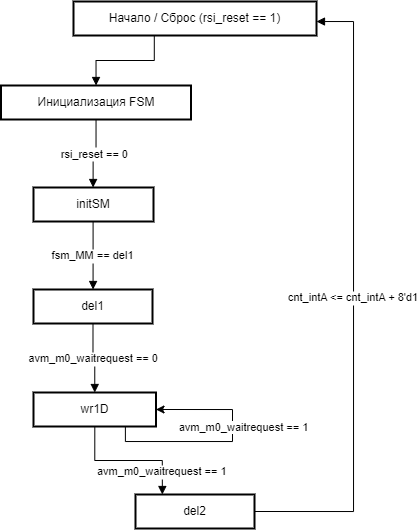 Начало / Сброс (rsi_reset == 1)
Инициализация FSM
rsi_reset == 0
initSM
fsm_MM == del1
cnt_intA <= cnt_intA + 8'd1
del1
avm_m0_waitrequest == 0
wr1D
avm_m0_waitrequest == 1
avm_m0_waitrequest == 1
del2